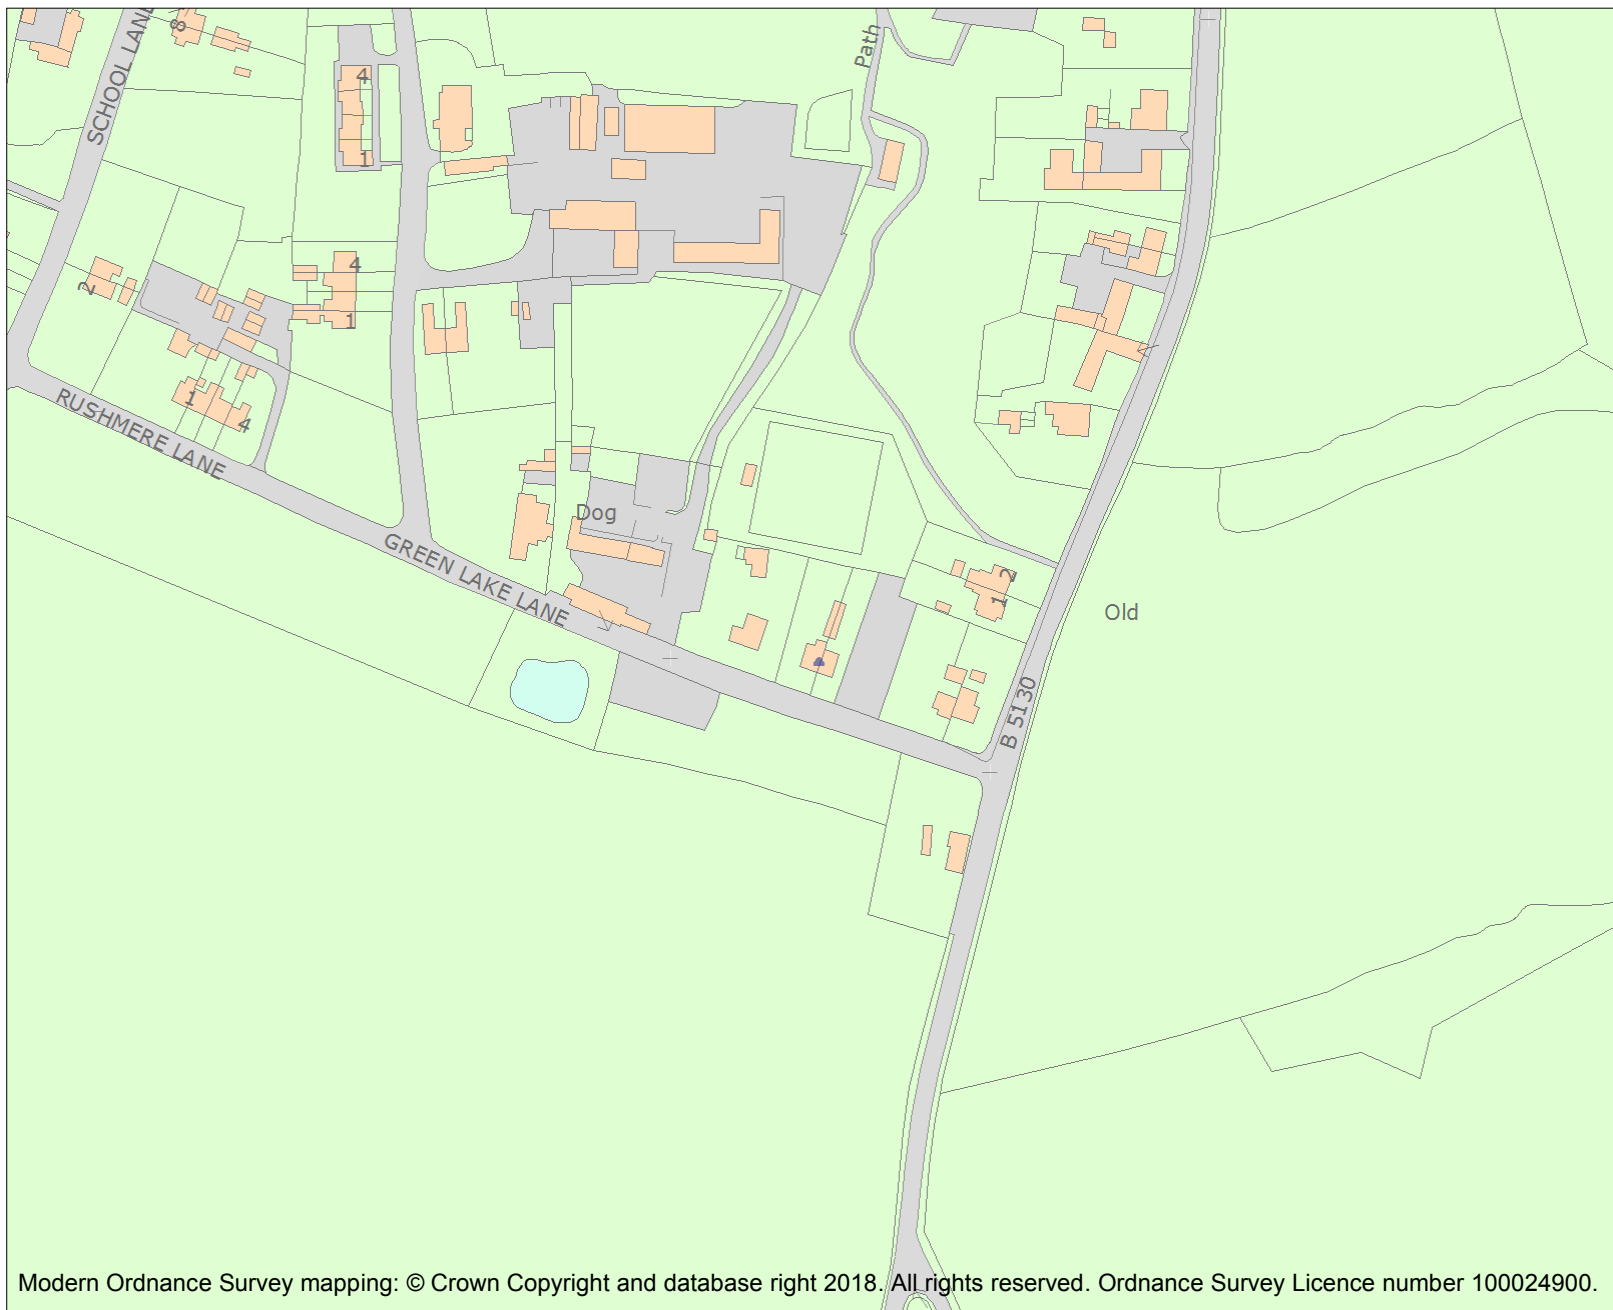 SCHOOL LANE
8
Path
4
1
2
4
1
1
4
RUSHMERE LANE
Dog
GREEN LAKE LANE
2
1
Old
B 5130
Modern Ordnance Survey mapping: © Crown Copyright and database right 2018. All rights reserved. Ordnance Survey Licence number 100024900.